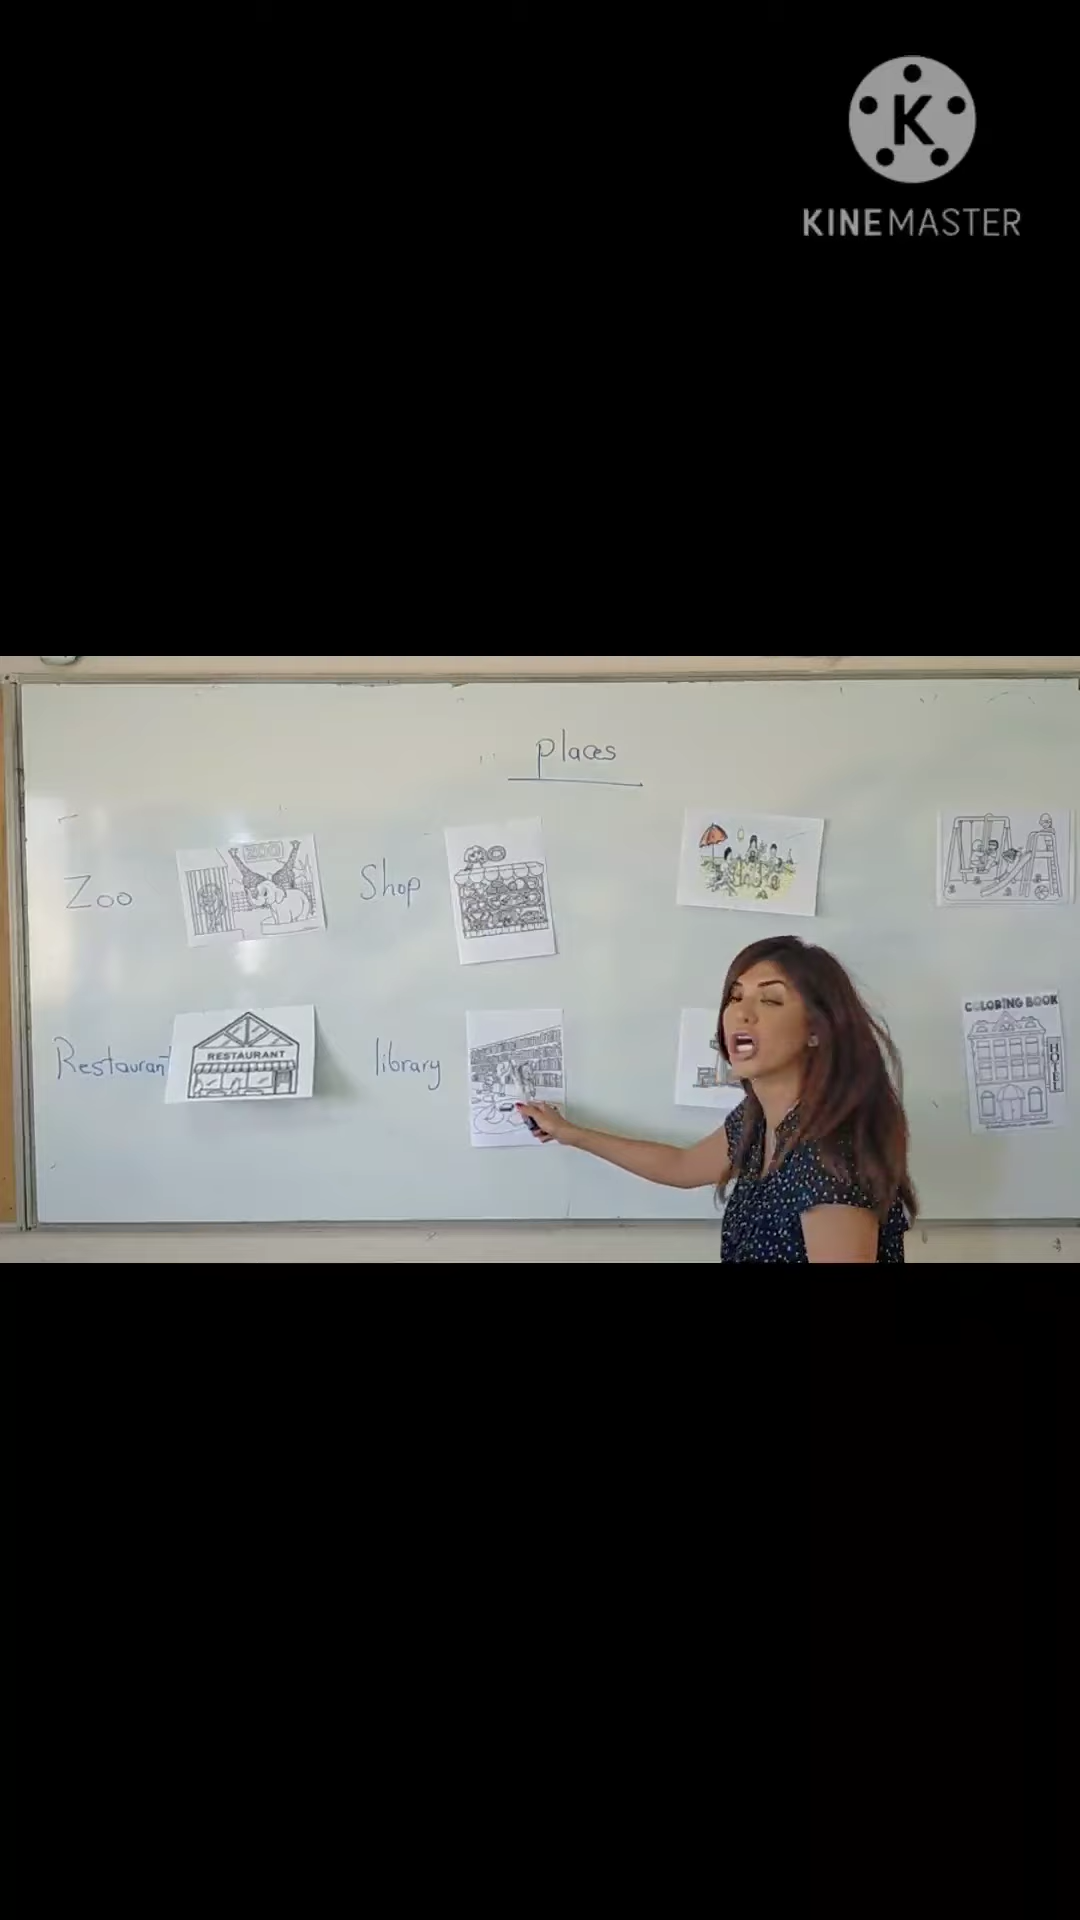 K
KINEMASTER
places
Zoo
ZOO
Shop
Restaurant
RESTAURANT
library
COLORING BOOK
HOTEL